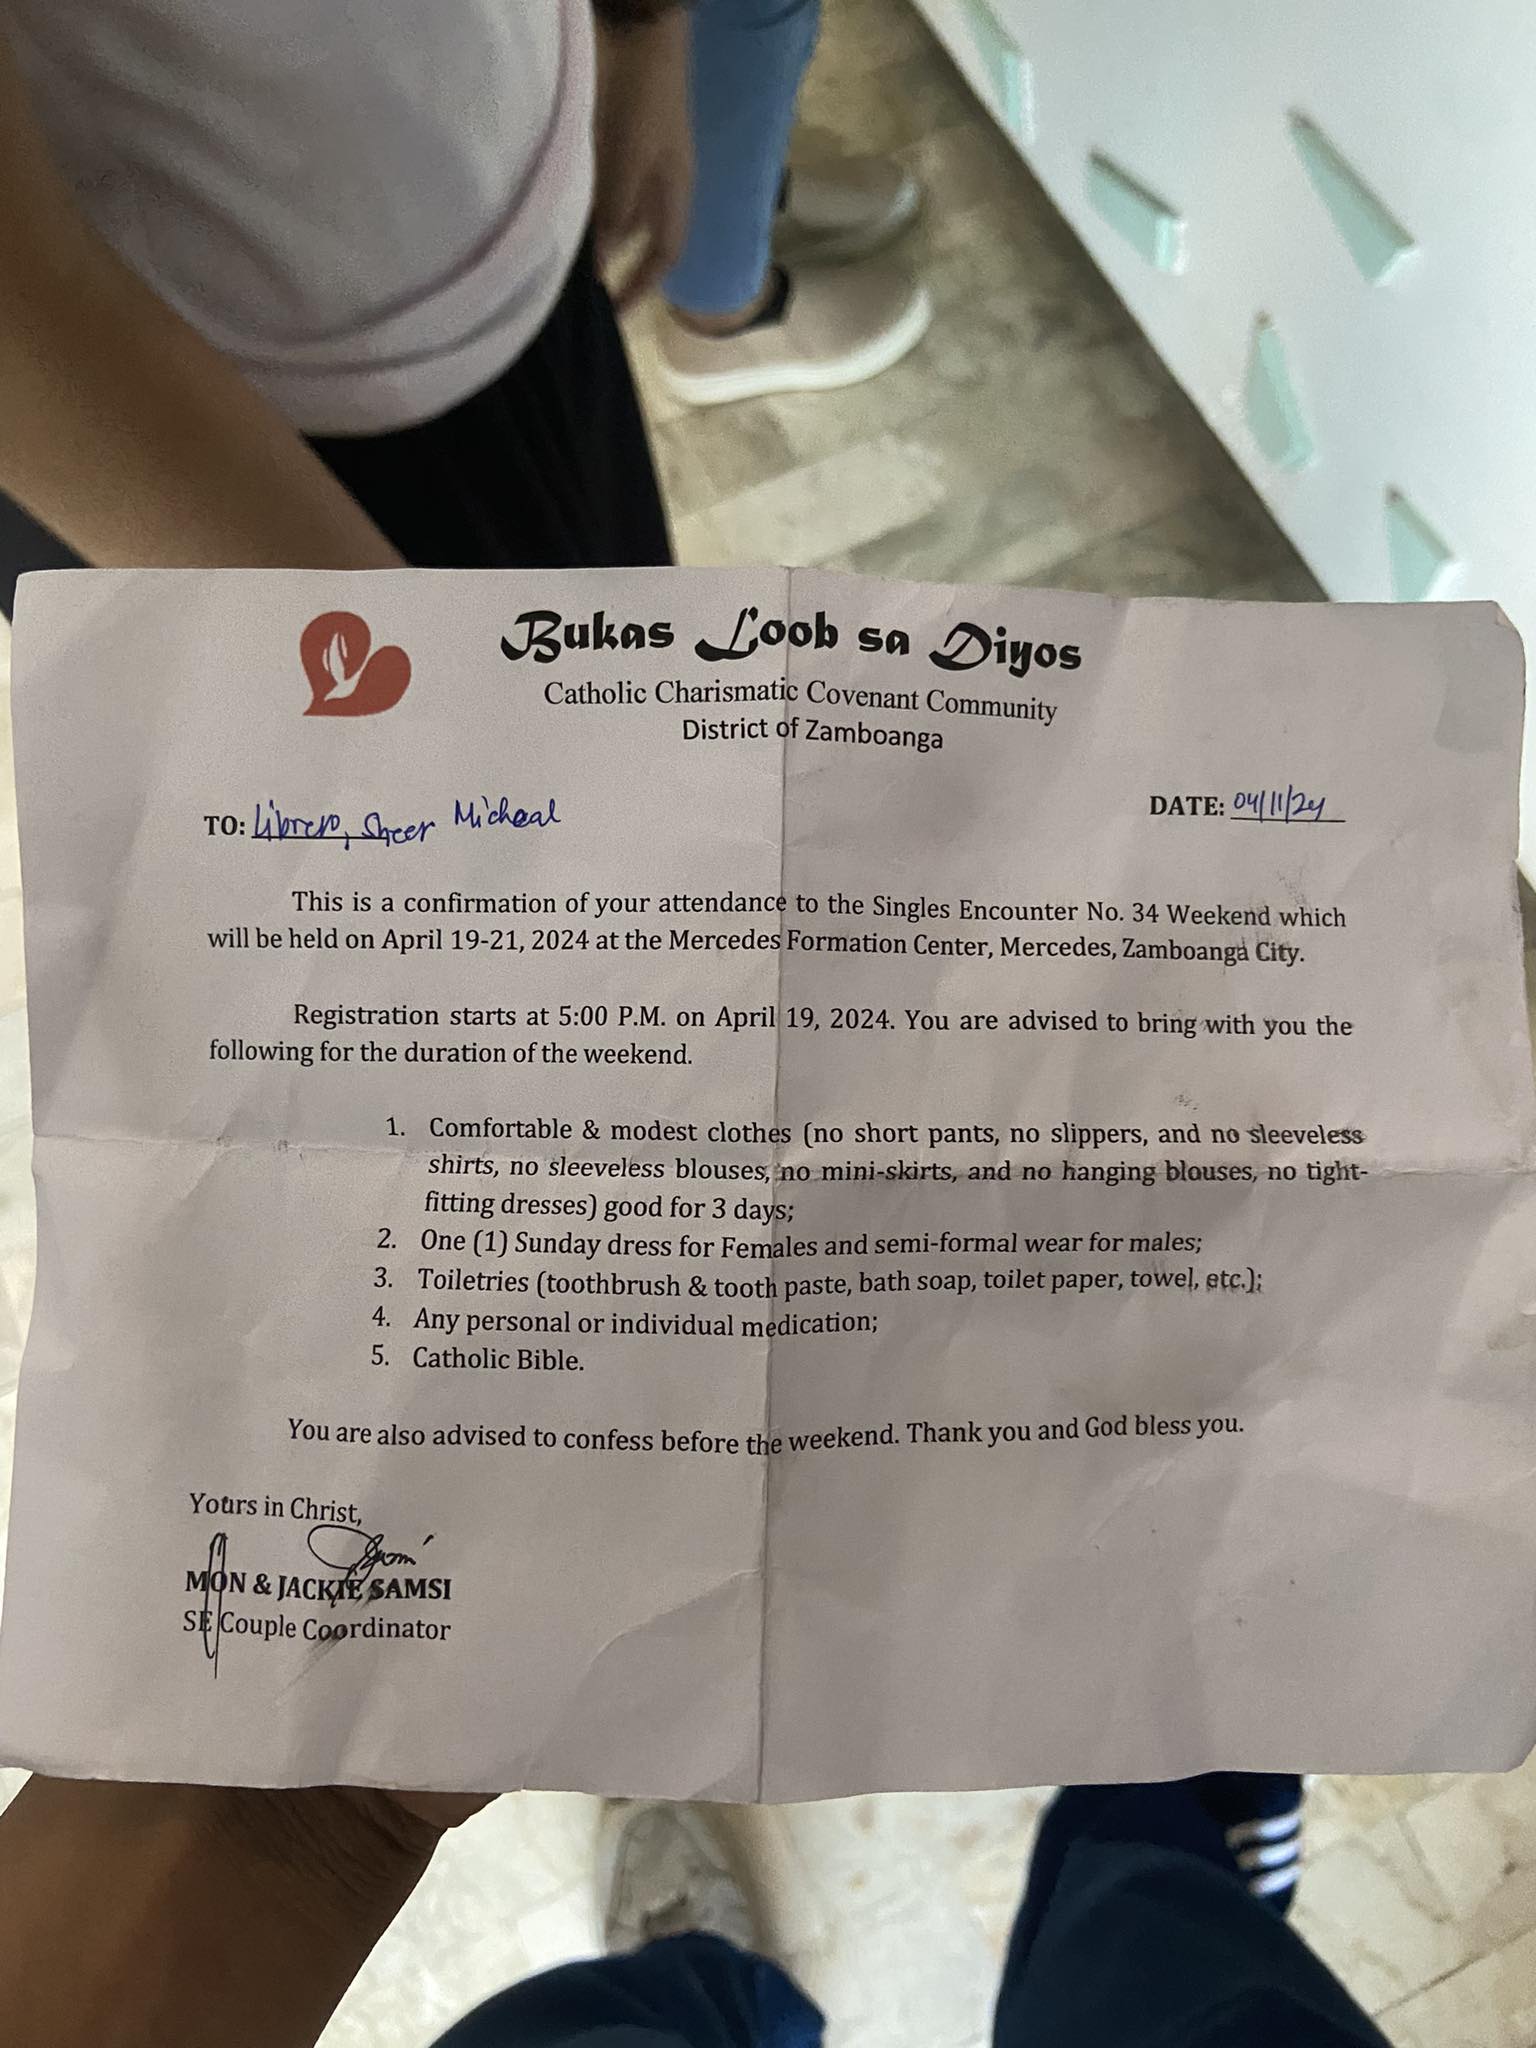 Bukas Loob sa Diyos
Catholic Charismatic Covenant Community
District of Zamboanga
TO: Librero, Sheer Micheal
DATE: 04/11/24
This is a confirmation of your attendance to the Singles Encounter No. 34 Weekend which
will be held on April 19-21, 2024 at the Mercedes Formation Center, Mercedes, Zamboanga City.
Registration starts at 5:00 P.M. on April 19, 2024. You are advised to bring with you the
following for the duration of the weekend.
1. Comfortable & modest clothes (no short pants, no slippers, and no sleeveless
shirts, no sleeveless blouses, no mini-skirts, and no hanging blouses, no tight-
fitting dresses) good for 3 days;
2. One (1) Sunday dress for Females and semi-formal wear for males;
3. Toiletries (toothbrush & tooth paste, bath soap, toilet paper, towel, etc.);
4. Any personal or individual medication;
5. Catholic Bible.
You are also advised to confess before the weekend. Thank you and God bless you.
Yours in Christ,
MON & JACKIE SAMSI
SE Couple Coordinator